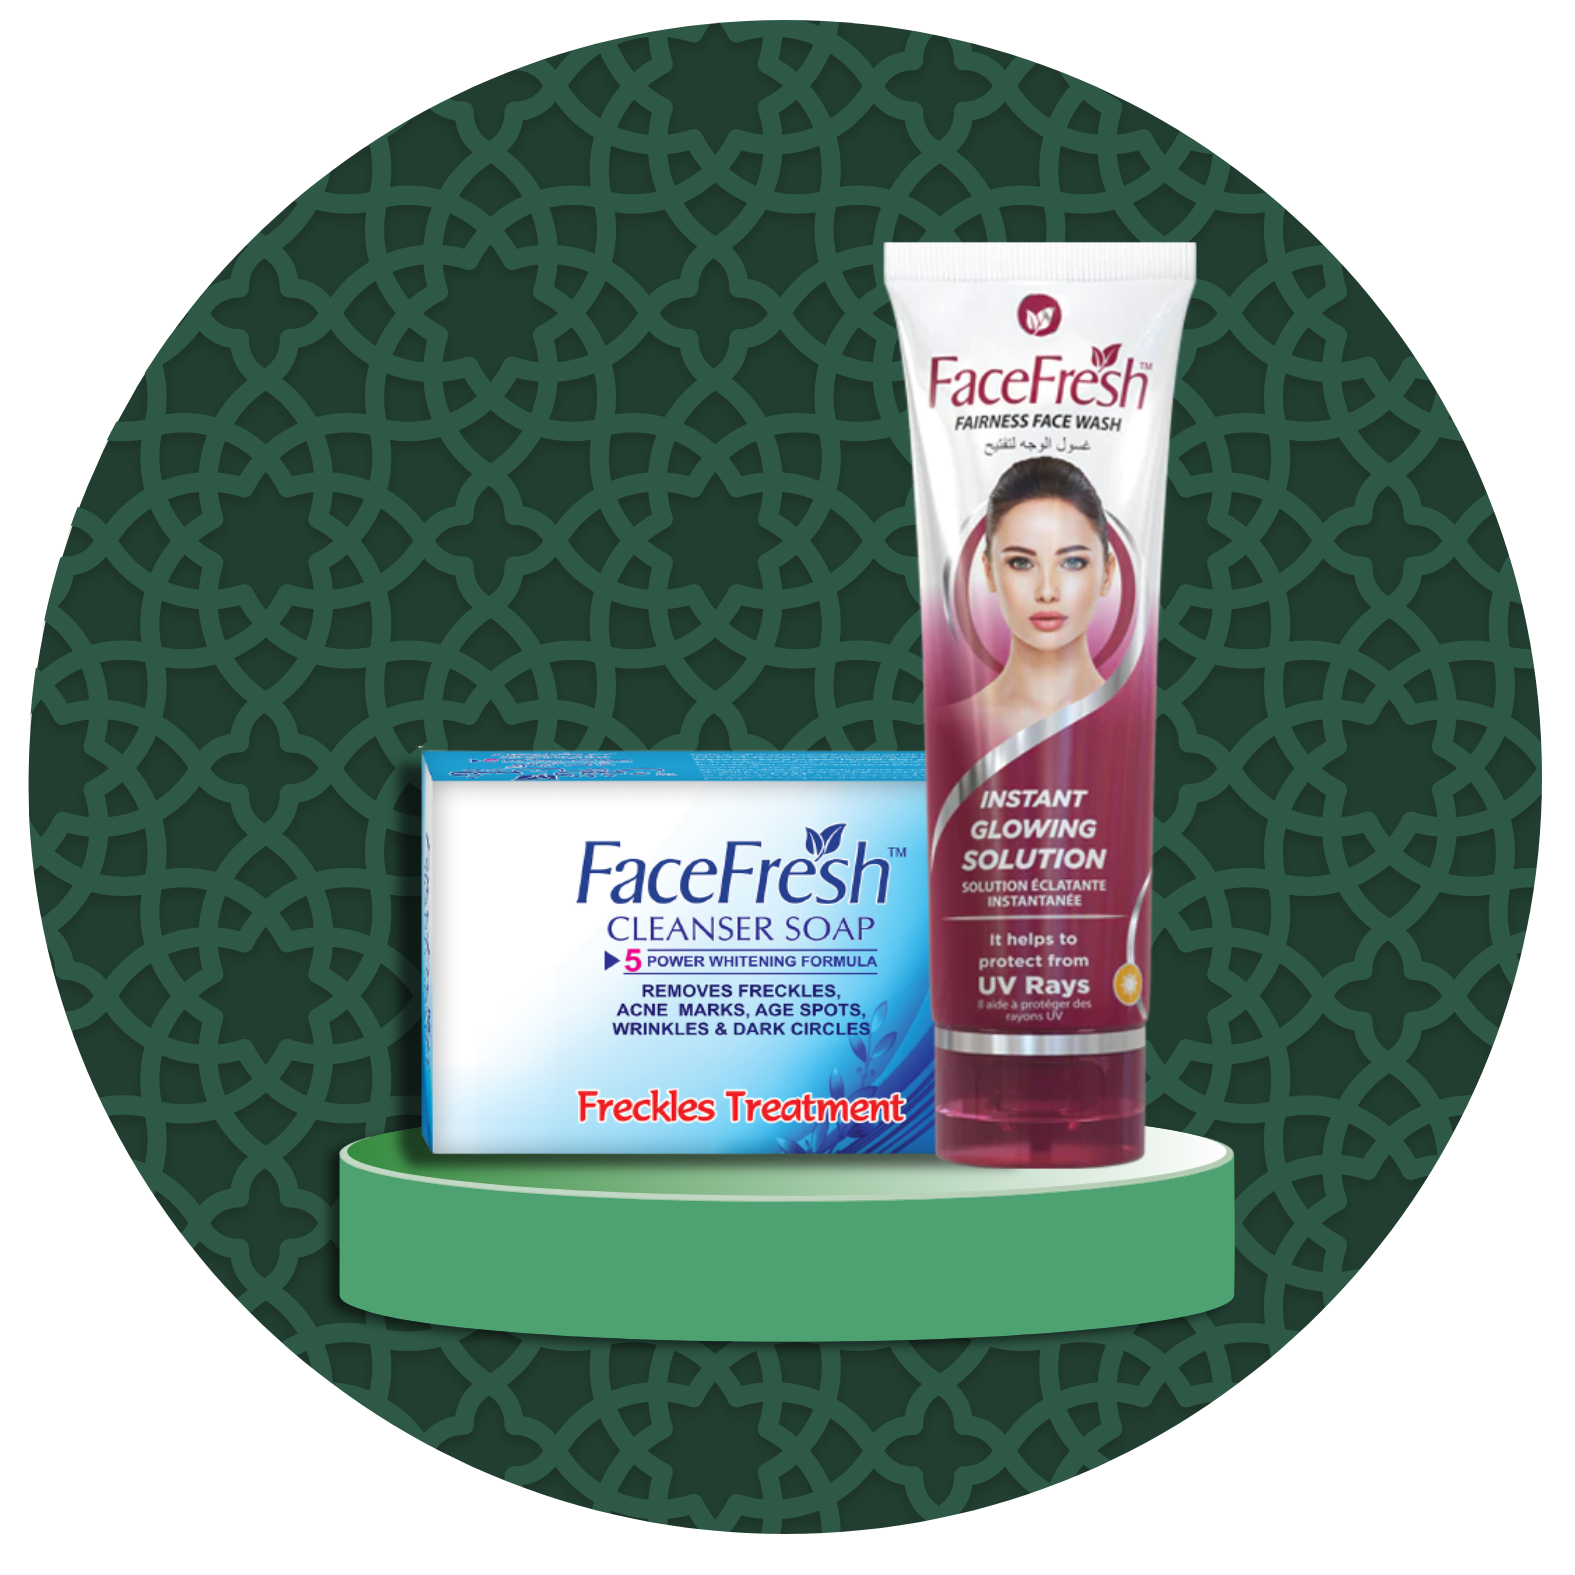 FaceFresh™
FAIRNESS FACE WASH
غسول الوجه لتفتيح
INSTANT
GLOWING
SOLUTION
SOLUTION ÉCLATANTE
INSTANTANÉE
It helps to
protect from
UV Rays
Il aide à protéger des
rayons UV
FaceFresh™
CLEANSER SOAP
5 POWER WHITENING FORMULA
REMOVES FRECKLES,
ACNE MARKS, AGE SPOTS,
WRINKLES & DARK CIRCLES
Freckles Treatment